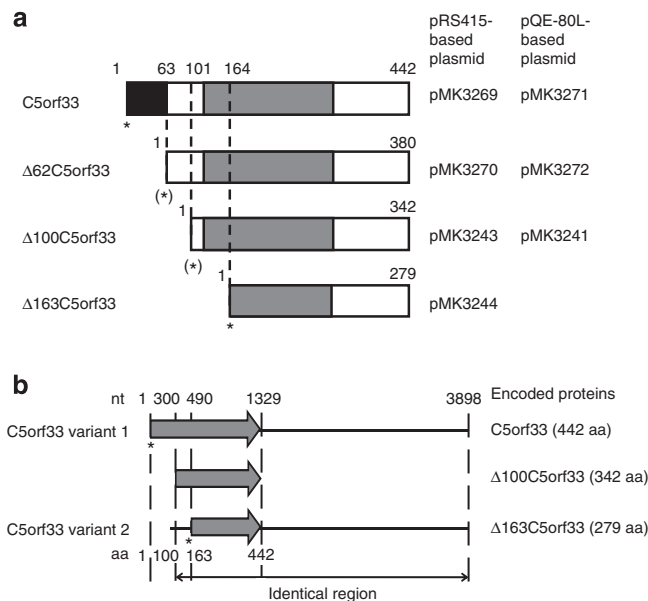 a
pRS415-based plasmid
pQE-80L-based plasmid
1 63 101 164 442
C5orf33 pMK3269 pMK3271
*
1 380
Δ62C5orf33 pMK3270 pMK3272
(*)
1 342
Δ100C5orf33 pMK3243 pMK3241
(*)
1 279
Δ163C5orf33 pMK3244
*
b
nt 1 300 490 1329 3898 Encoded proteins
C5orf33 variant 1 C5orf33 (442 aa)
*
Δ100C5orf33 (342 aa)
C5orf33 variant 2 Δ163C5orf33 (279 aa)
*
aa 1 100 163 442
Identical region